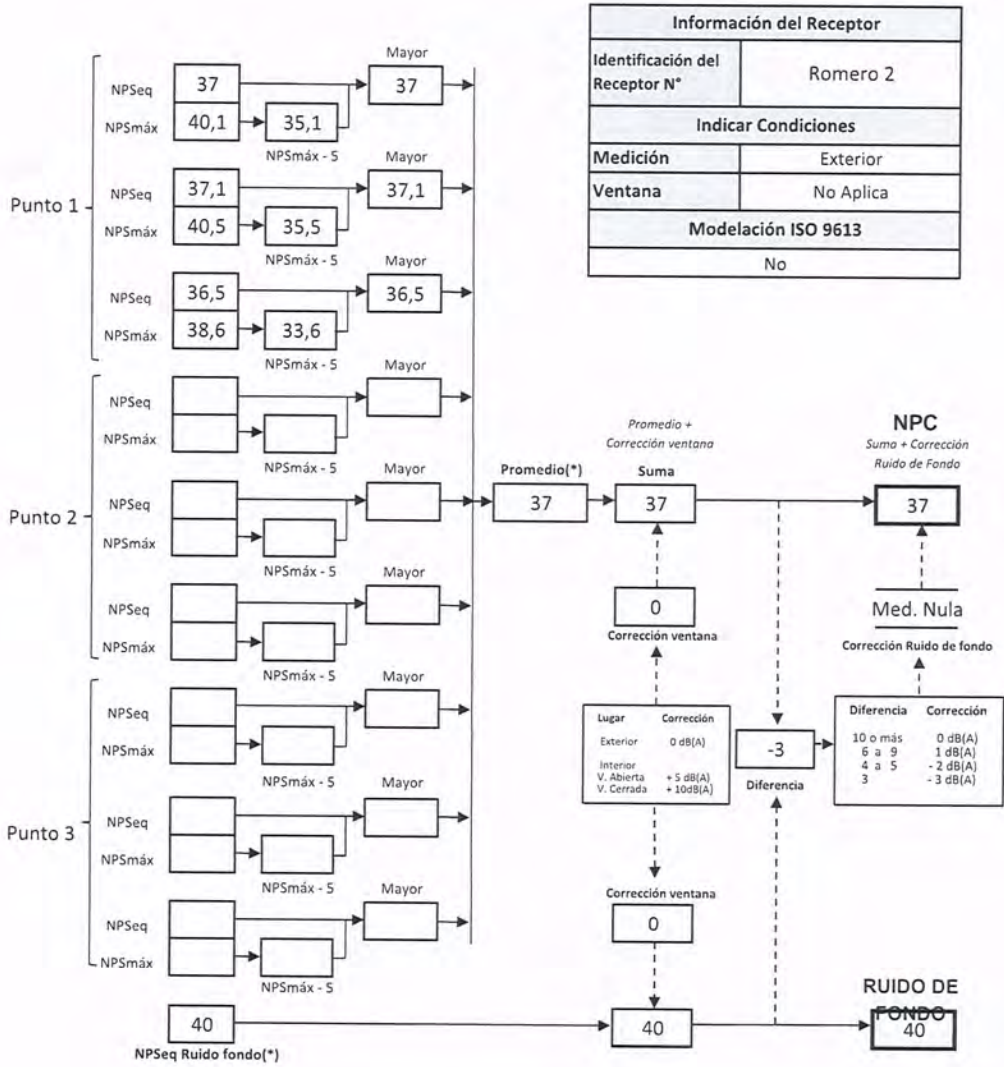 Información del Receptor
Identificación del Receptor N° Romero 2
Indicar Condiciones
Medición Exterior
Ventana No Aplica
Modelación ISO 9613
No
Punto 1
Mayor
NPSeq 37 37
NPSmáx 40,1 35,1
NPSmáx - 5
Mayor
NPSeq 37,1 37,1
NPSmáx 40,5 35,5
NPSmáx - 5
Mayor
NPSeq 36,5 36,5
NPSmáx 38,6 33,6
NPSmáx - 5
Punto 2
Mayor
NPSeq
NPSmáx
NPSmáx - 5
Mayor
NPSeq
NPSmáx
NPSmáx - 5
Mayor
NPSeq
NPSmáx
NPSmáx - 5
Punto 3
Mayor
NPSeq
NPSmáx
NPSmáx - 5
Mayor
NPSeq
NPSmáx
NPSmáx - 5
Mayor
NPSeq
NPSmáx
NPSmáx - 5
40
NPSeq Ruido fondo(*)
Promedio(*)
37
Promedio +
Corrección ventana
Suma
37
0
Corrección ventana
Lugar Corrección
Exterior 0 dB(A)
Interior
V. Abierta + 5 dB(A)
V. Cerrada + 10dB(A)
Corrección ventana
0
40
-3
Diferencia
NPC
Suma + Corrección
Ruido de Fondo
37
Med. Nula
Corrección Ruido de fondo
Diferencia Corrección
10 o más 0 dB(A)
6 a 9 1 dB(A)
4 a 5 - 2 dB(A)
3 - 3 dB(A)
RUIDO DE
FONDO
40